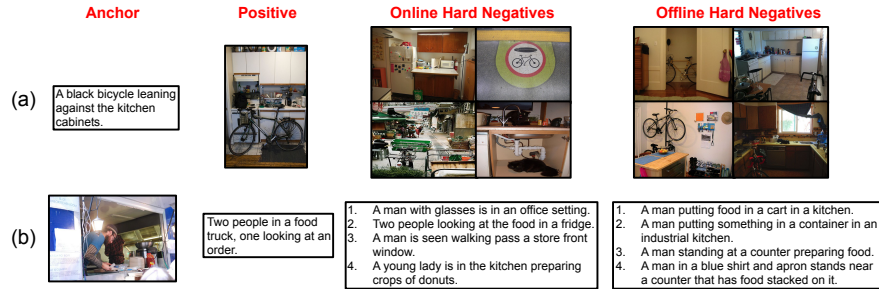 Anchor
Positive
Online Hard Negatives
Offline Hard Negatives
(a)
A black bicycle leaning
against the kitchen
cabinets.
(b)
Two people in a food
truck, one looking at an
order.
1. A man with glasses is in an office setting.
2. Two people looking at the food in a fridge.
3. A man is seen walking pass a store front
window.
4. A young lady is in the kitchen preparing
crops of donuts.
1. A man putting food in a cart in a kitchen.
2. A man putting something in a container in an
industrial kitchen.
3. A man standing at a counter preparing food.
4. A man in a blue shirt and apron stands near
a counter that has food stacked on it.